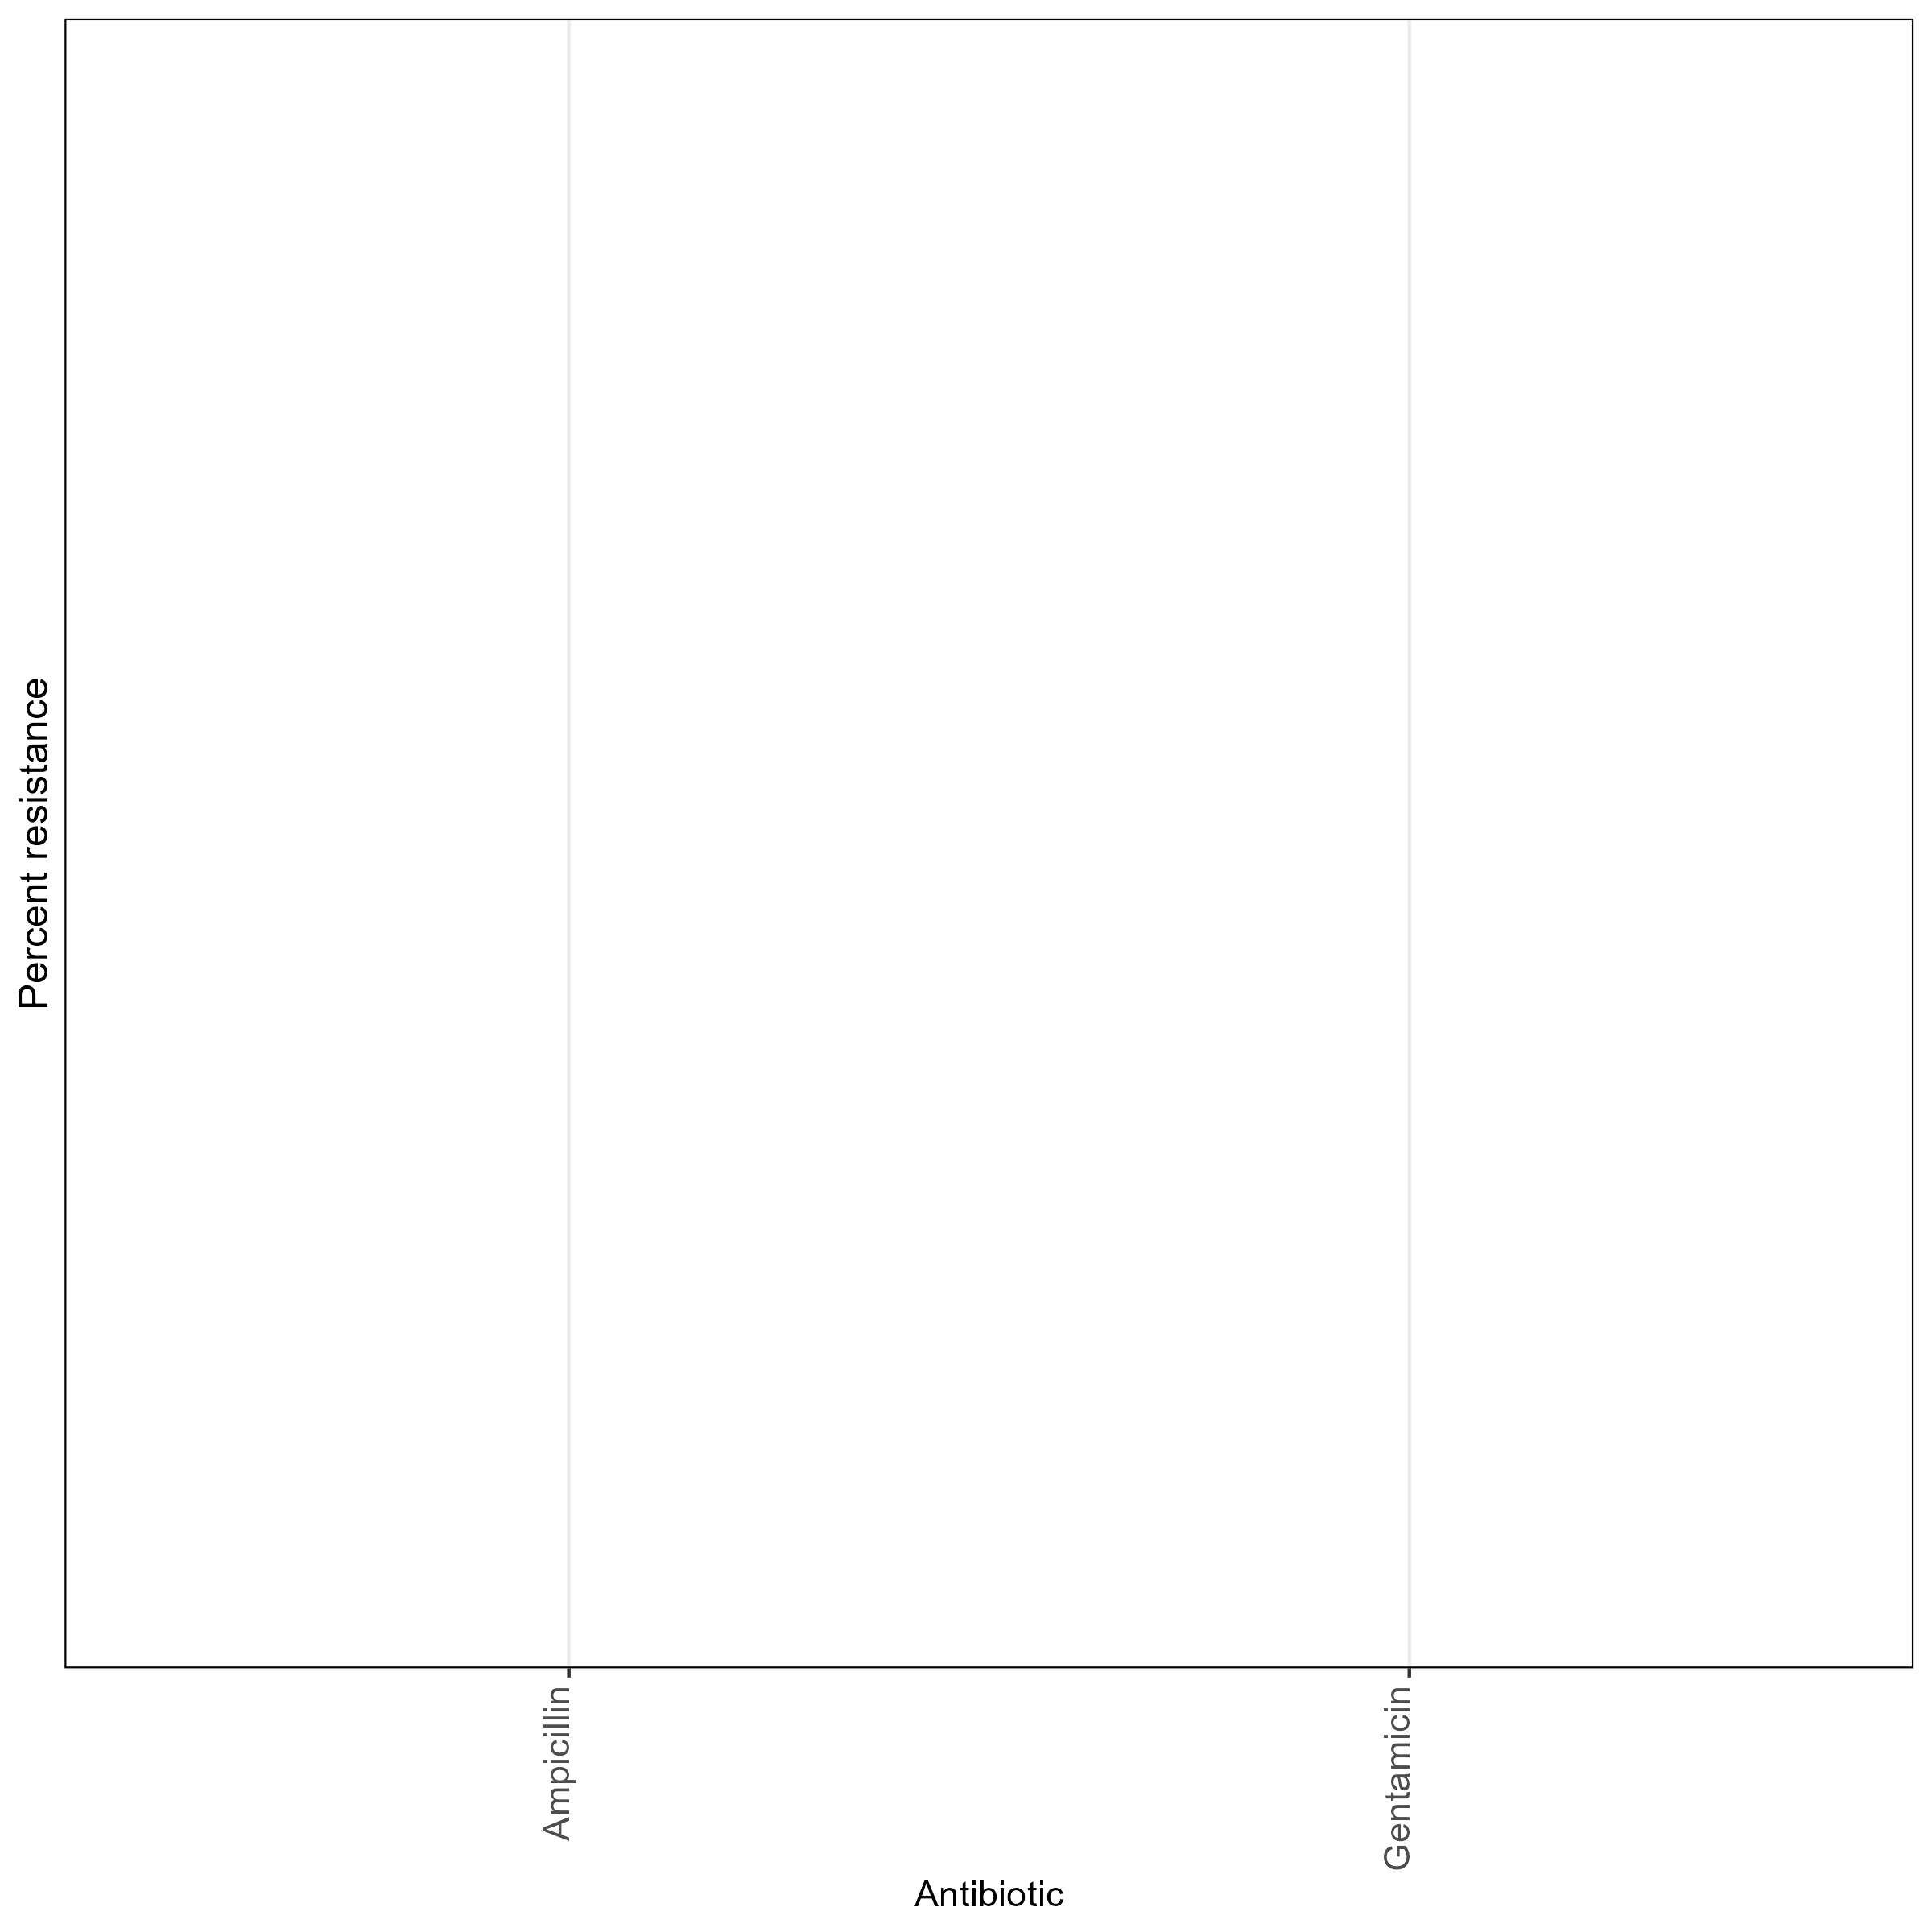 Percent resistance
Ampicillin
Gentamicin
Antibiotic